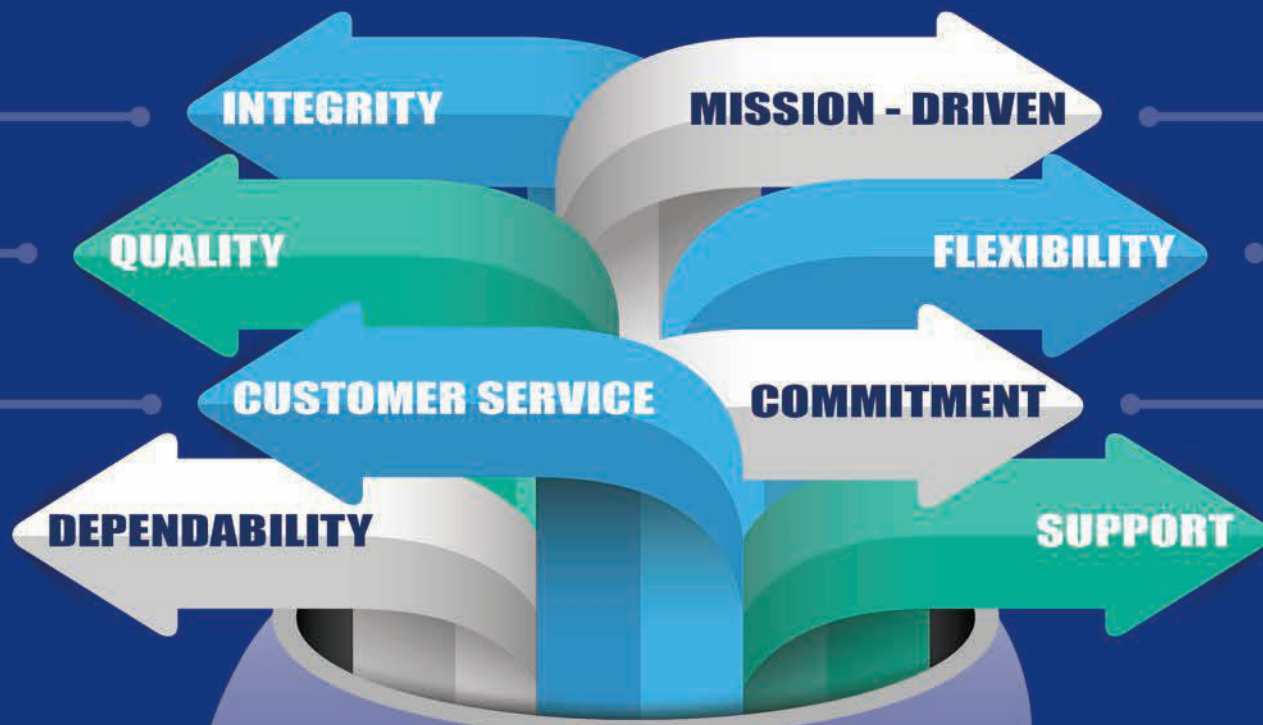 INTEGRITY
MISSION - DRIVEN
QUALITY
FLEXIBILITY
CUSTOMER SERVICE
COMMITMENT
DEPENDABILITY
SUPPORT